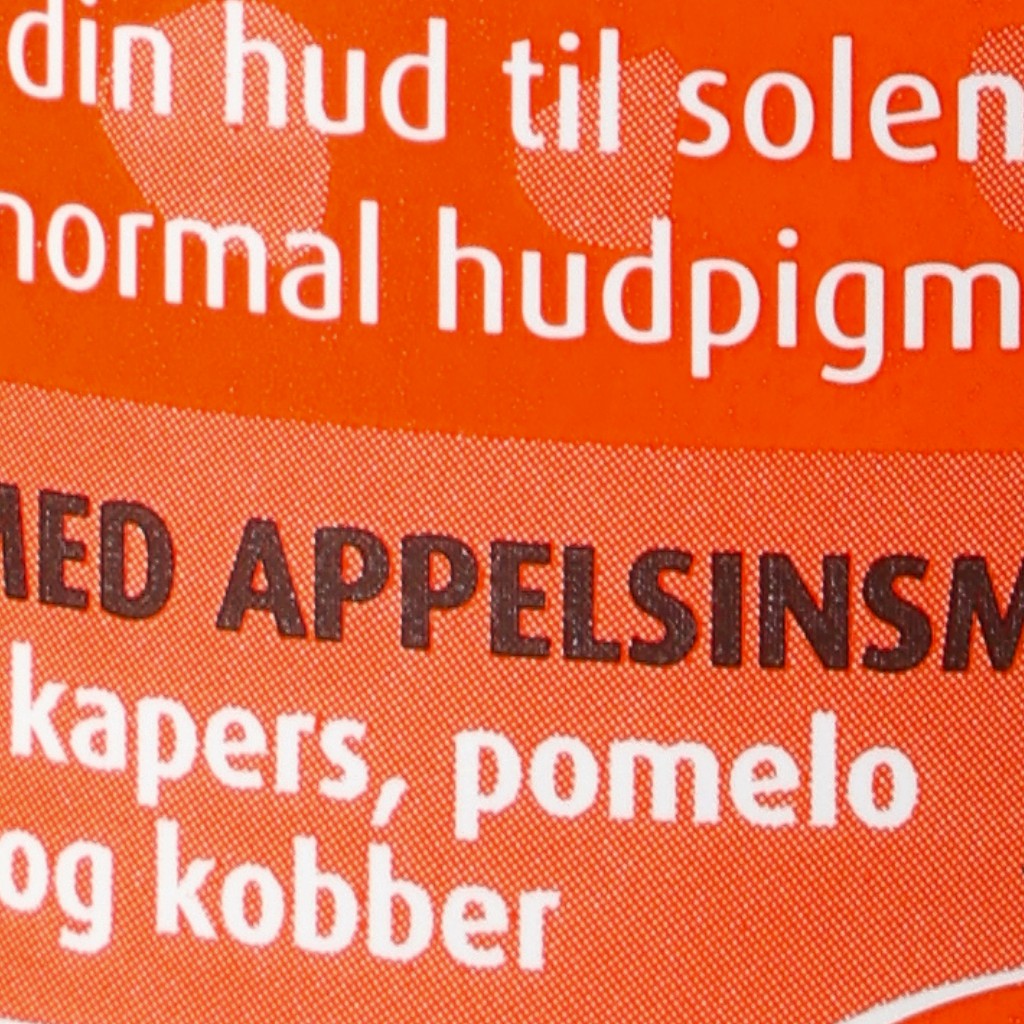 din hud til solen
normal hudpigm
MED APPELSINSM
kapers, pomelo
og kobber